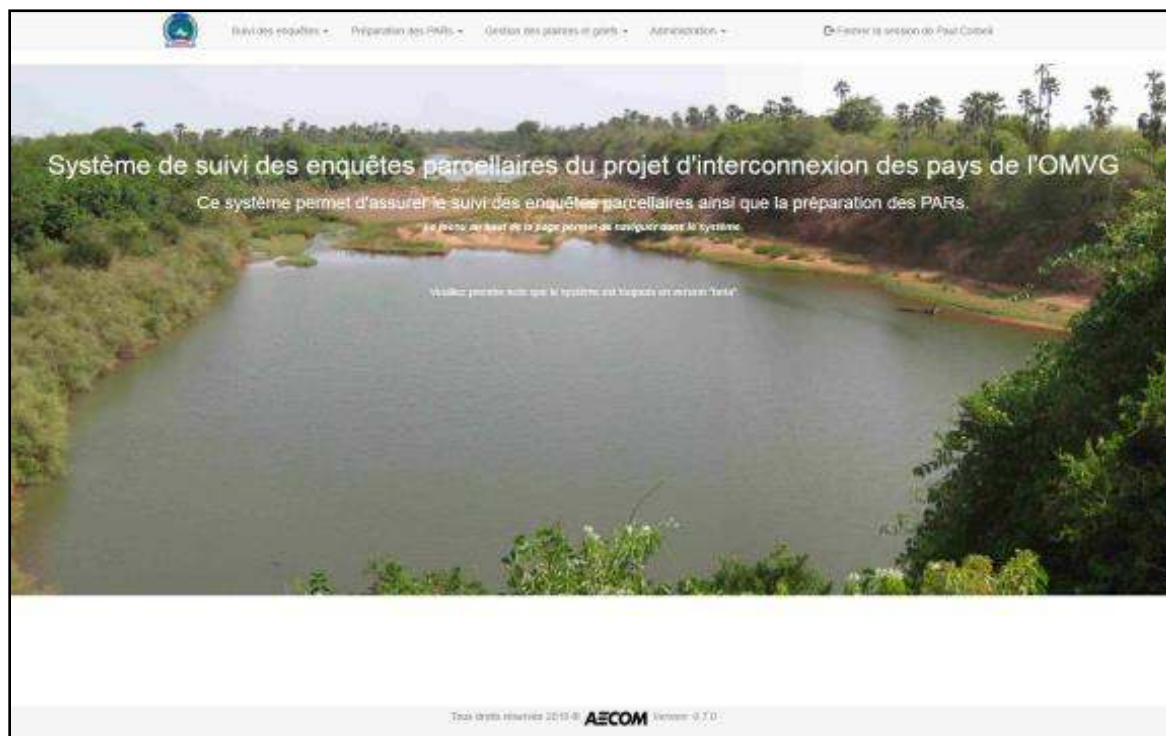 Suivi des enquêtes
Préparation des PARs
Gestion des plaintes et griefs
Administration
Fermer la session de Paul Corbeil
Système de suivi des enquêtes parcellaires du projet d'interconnexion des pays de l'OMVG
Ce système permet d'assurer le suivi des enquêtes parcellaires ainsi que la préparation des PARs.
Le menu en haut de la page permet de naviguer dans le système.
Veuillez prendre note que le système est toujours en version "beta".
Tous droits réservés ©
AECOM
Version: 0.7.0